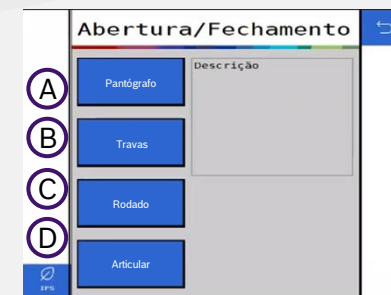 Abertura/Fechamento
Descrição
A
Pantógrafo
B
Travas
C
Rodado
D
Articular
IPS